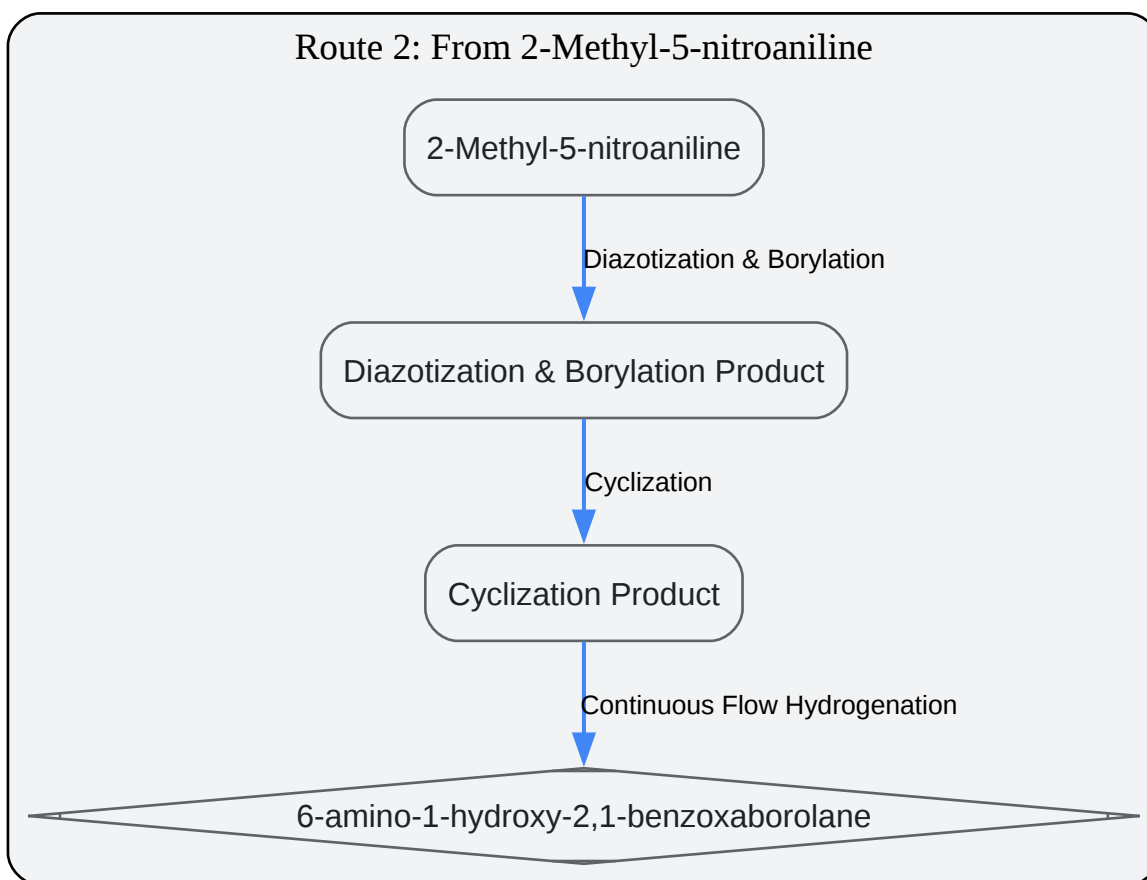 Route 2: From 2-Methyl-5-nitroaniline
2-Methyl-5-nitroaniline
Diazotization & Borylation
Diazotization & Borylation Product
Cyclization
Cyclization Product
Continuous Flow Hydrogenation
6-amino-1-hydroxy-2,1-benzoxaborolane